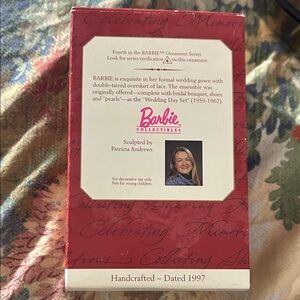 Celebrating Memories
Fourth in the BARBIE™ Ornament Series.
Look for series verification 4 on this ornament.
BARBIE is exquisite in her formal wedding gown with
double-tiered overskirt of lace. The ensemble was
originally offered—complete with bridal bouquet, shoes,
and "pearls"—as the "Wedding Day Set" (1959-1962).
Barbie
COLLECTIBLES
Sculpted by
Patricia Andrews
For decorative use only.
Not for young children.
Handcrafted ~ Dated 1997